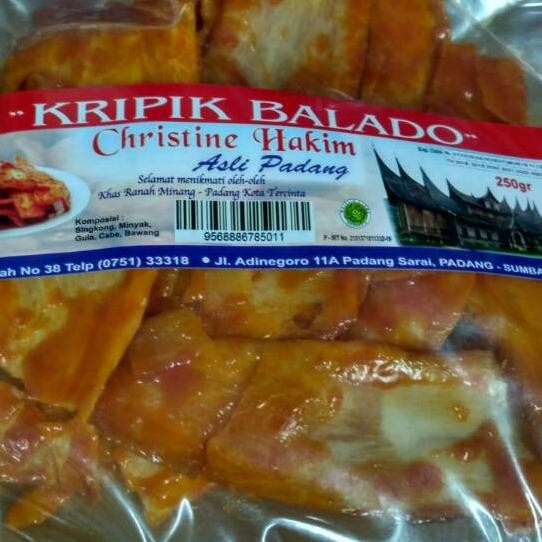 " KRIPIK BALADO "
Christine Hakim
Asli Padang
Selamat menikmati oleh-oleh
Khas Ranah Minang - Padang Kota Tercinta
Komposisi :
Singkong, Minyak,
Gula, Cabe, Bawang
9568886785011
250gr
ah No 38 Telp (0751) 33318 • Jl. Adinegoro 11A Padang Sarai, PADANG - SUMBA